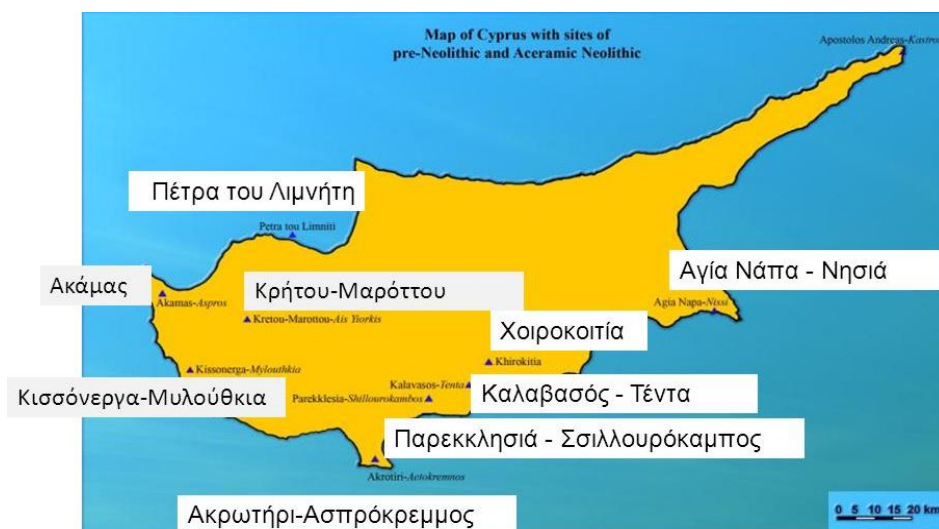 Map of Cyprus with sites of
pre-Neolithic and Aceramic Neolithic
Apostolos Andreas-Kastros
Πέτρα του Λιμνήτη
Petra tou Limniti
Ακάμας
Akamas-Aspros
Κρήτου-Μαρόττου
Kretou-Marottou-Ais Yiorkis
Αγία Νάπα - Νησιά
Agia Napa-Nissi
Χοιροκοιτία
Khirokitia
Kissonerga-Mylouthkia
Κισσόνεργα-Μυλούθκια
Kalavasos-Tenta
Καλαβασός - Τέντα
Parekklesia-Shillourokambos
Παρεκκλησιά - Σσιλλουρόκαμπος
Akrotiri-Aetokremnos
Ακρωτήρι-Ασπρόκρεμμος
0 5 10 15 20 km